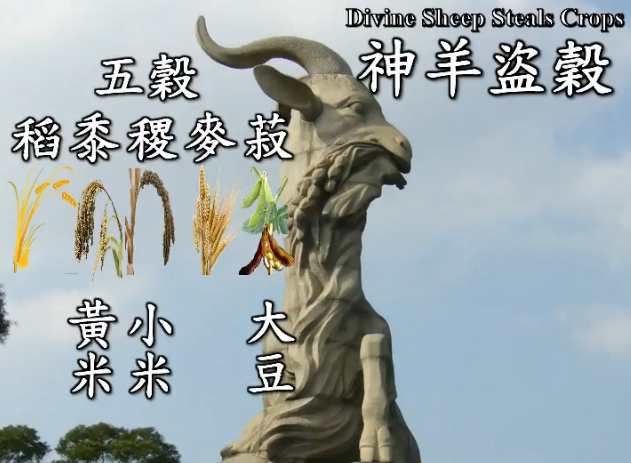 Divine Sheep Steals Crops
神羊盜穀
五穀
稻黍稷麥菽
黃米
小米
大豆